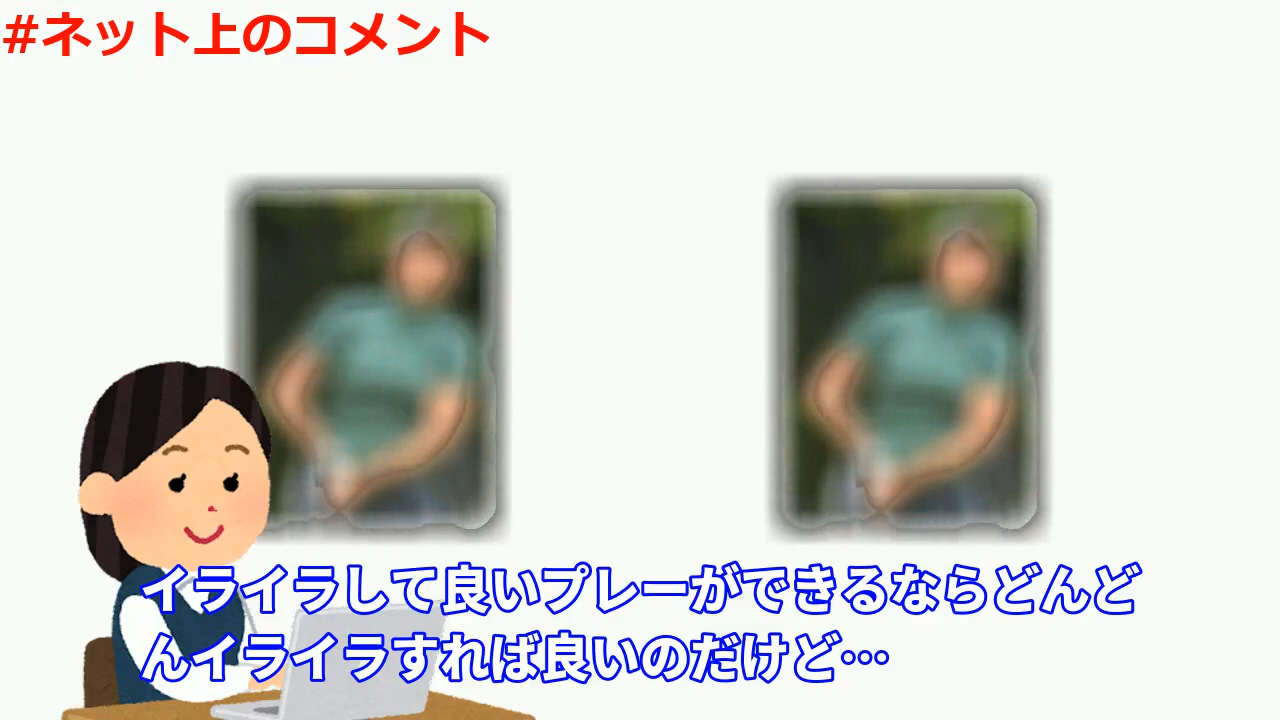 #ネット上のコメント
イライラして良いプレーができるならどんど
んイライラすれば良いのだけど…